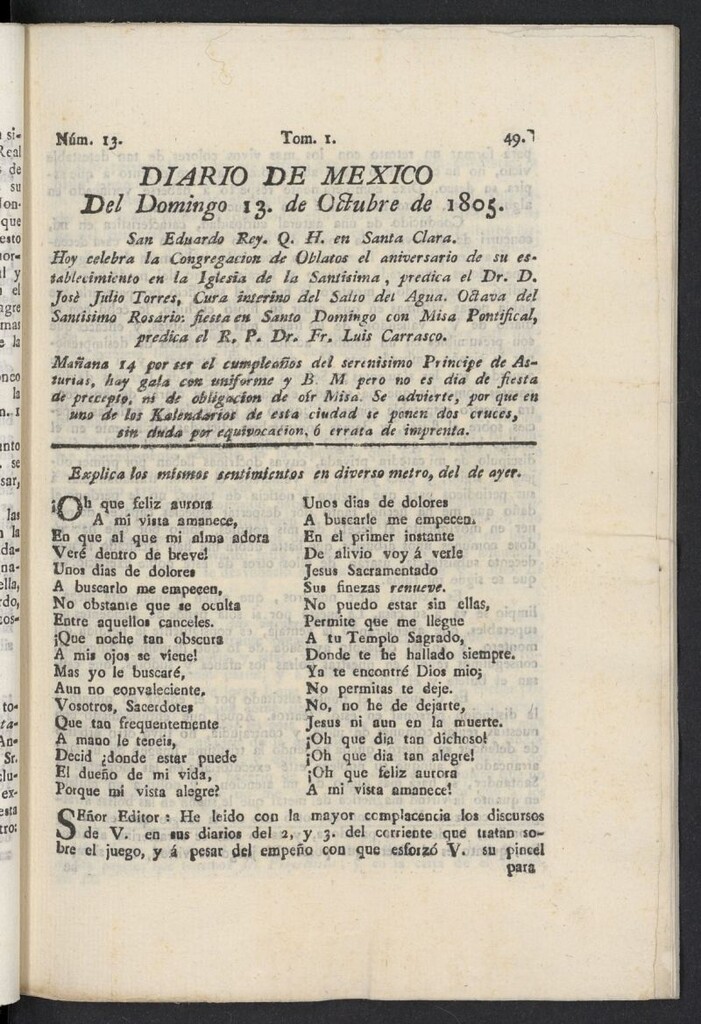 Núm. 13. Tom. 1. 49.
DIARIO DE MEXICO
Del Domingo 13. de Octubre de 1805.
San Eduardo Rey. Q. H. en Santa Clara.
Hoy celebra la Congregacion de Oblatos el aniversario de su es-
tablecimiento en la Iglesia de la Santisima, predica el Dr. D.
Josè Julio Torres, Cura interino del Salto del Agua. Octava del
Santisimo Rosario: fiesta en Santo Domingo con Misa Pontifical,
predica el R. P. Dr. Fr. Luis Carrasco.
Mañana 14 por ser el cumpleaños del serenisimo Principe de As-
turias, hay gala con uniforme y B. M. pero no es dia de fiesta
de precepto, ni de obligacion de oír Misa. Se advierte, por que en
uno de los Kalendarios de esta ciudad se ponen dos cruces,
sin duda por equivocacion, ó errata de imprenta.
Explica los mismos sentimientos en diverso metro, del de ayer.
¡Oh que feliz aurora
A mi vista amanece,
En que al que mi alma adora
Veré dentro de breve!
Unos dias de dolores
A buscarlo me empecen,
No obstante que se oculta
Entre aquellos canceles.
¡Que noche tan obscura
A mis ojos se viene!
Mas yo le buscaré,
Aun no convaleciente.
Vosotros, Sacerdotes
Que tan frequentemente
A mano le teneis,
Decid ¿donde estar puede
El dueño de mi vida,
Porque mi vista alegre?
Unos dias de dolores
A buscarle me empecen.
En el primer instante
De alivio voy á verle
Jesus Sacramentado
Sus finezas renueve.
No puedo estar sin ellas,
Permite que me llegue
A tu Templo Sagrado,
Donde te he hallado siempre.
Ya te encontré Dios mio;
No permitas te deje.
No, no he de dejarte,
Jesus ni aun en la muerte.
¡Oh que dia tan dichoso!
¡Oh que dia tan alegre!
¡Oh que feliz aurora
A mi vista amanece!
SEñor Editor: He leido con la mayor complacencia los discursos
de V. en sus diarios del 2, y 3. del corriente que tratan so-
bre el juego, y á pesar del empeño con que esforzó V. su pincel
para